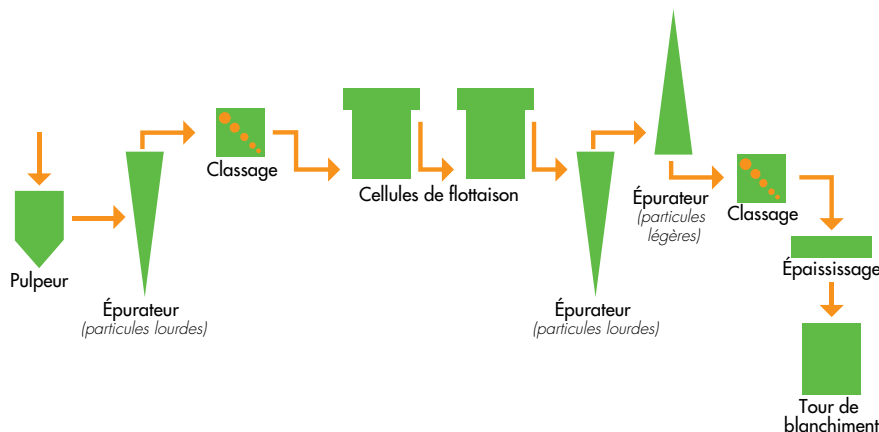 Pulpeur
Épurateur
(particules lourdes)
Classage
Cellules de flottaison
Épurateur
(particules lourdes)
Épurateur
(particules
légères)
Classage
Épaississage
Tour de
blanchiment